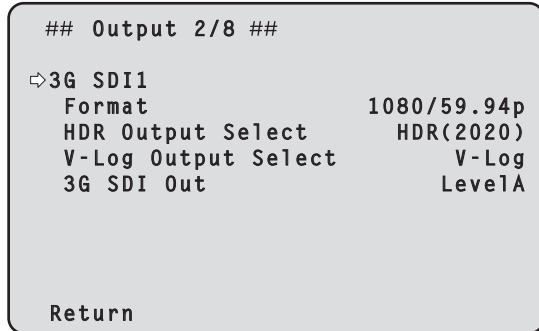 ## Output 2/8 ##
⇨3G SDI1
Format 1080/59.94p
HDR Output Select HDR(2020)
V-Log Output Select V-Log
3G SDI Out LevelA
Return